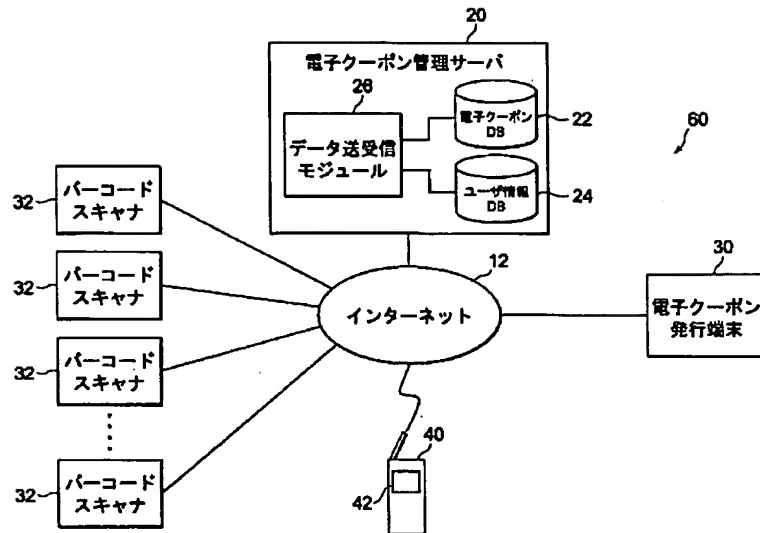 20
電子クーポン管理サーバ
26
データ送受信
モジュール
電子クーポン
DB
22
ユーザ情報
DB
24
60
32
バーコード
スキャナ
32
バーコード
スキャナ
32
バーコード
スキャナ
32
バーコード
スキャナ
12
インターネット
30
電子クーポン
発行端末
40
42